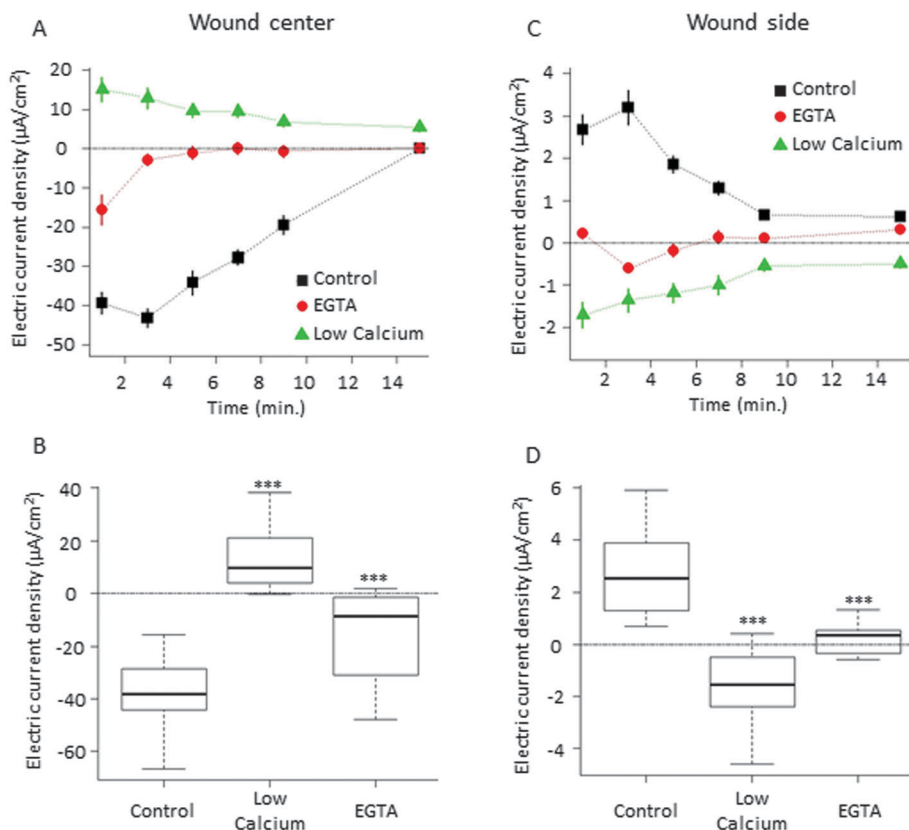 A
Wound center
Electric current density (μA/cm²)
20
10
0
-10
-20
-30
-40
-50
Control
EGTA
Low Calcium
2
4
6
8
10
12
14
Time (min.)
C
Wound side
Electric current density (μA/cm²)
4
3
2
1
0
-1
-2
Control
EGTA
Low Calcium
2
4
6
8
10
12
14
Time (min.)
B
Electric current density (μA/cm²)
40
20
0
-20
-40
-60
***
***
Control
Low
Calcium
EGTA
D
Electric current density (μA/cm²)
6
4
2
0
-2
-4
***
***
Control
Low
Calcium
EGTA